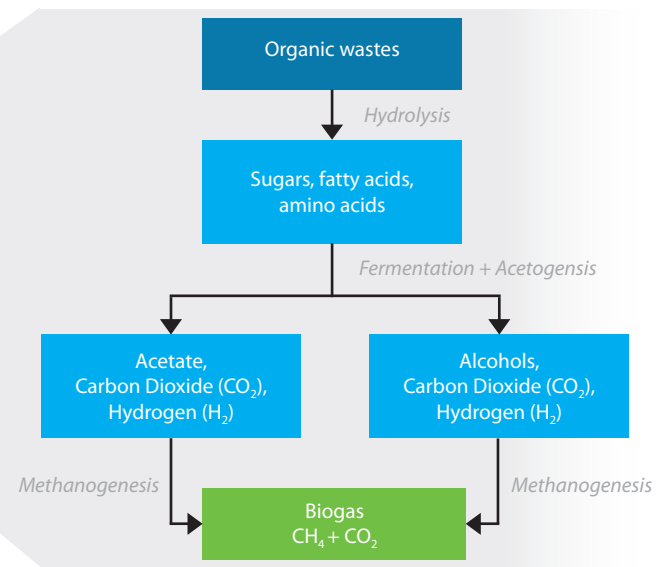 Organic wastes
Hydrolysis
Sugars, fatty acids,
amino acids
Fermentation + Acetogensis
Acetate,
Carbon Dioxide (CO₂),
Hydrogen (H₂)
Alcohols,
Carbon Dioxide (CO₂),
Hydrogen (H₂)
Methanogenesis
Methanogenesis
Biogas
CH₄ + CO₂